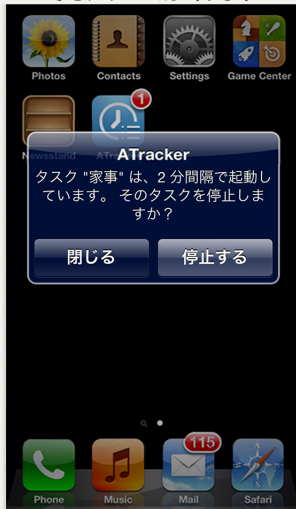 Photos Contacts Settings Game Center
1
Newsstand ATracker
ATracker
タスク "家事" は、2 分間隔で起動し
ています。 そのタスクを停止しま
すか？
閉じる 停止する
115
Phone Music Mail Safari